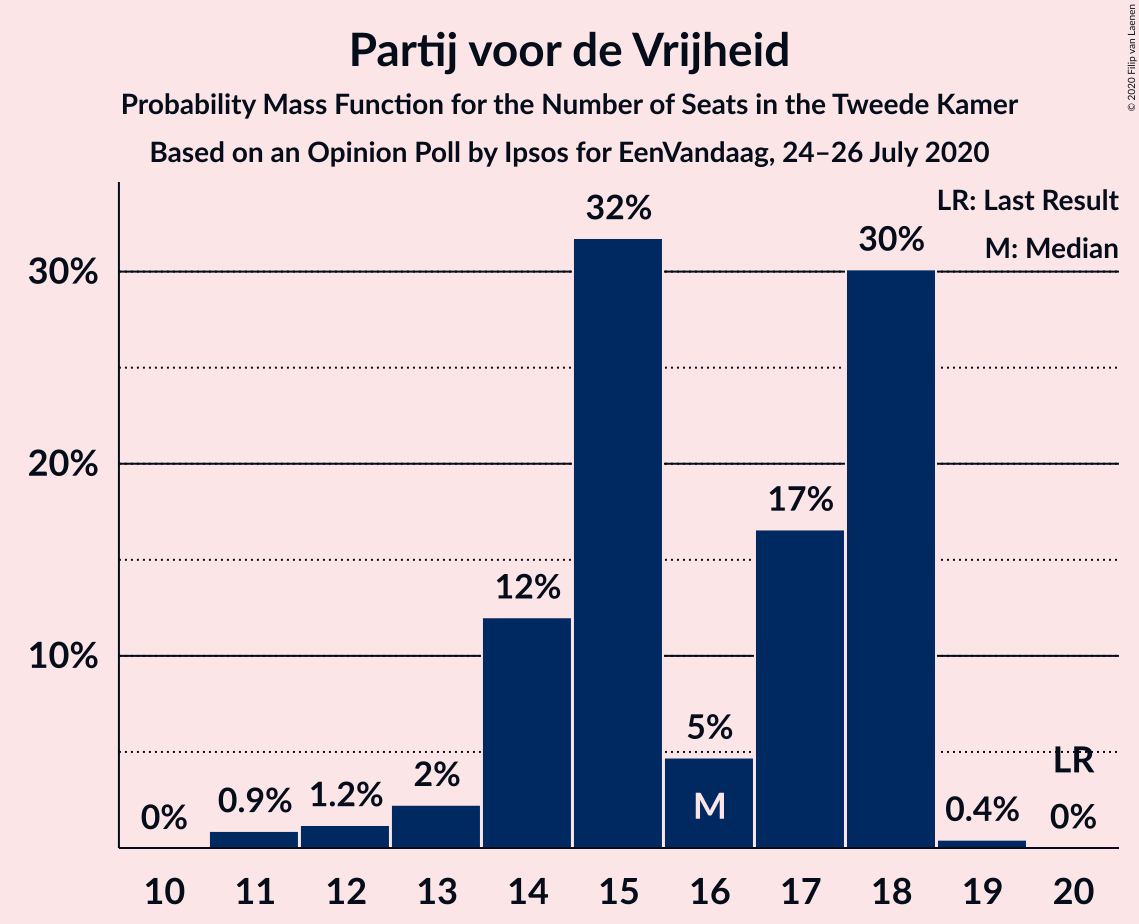 Partij voor de Vrijheid
Probability Mass Function for the Number of Seats in the Tweede Kamer
Based on an Opinion Poll by Ipsos for EenVandaag, 24–26 July 2020
© 2020 Filip van Laenen
LR: Last Result
M: Median
30%
20%
10%
0%
0.9%
1.2%
2%
12%
32%
5%
17%
30%
0.4%
0%
M
LR
10 11 12 13 14 15 16 17 18 19 20